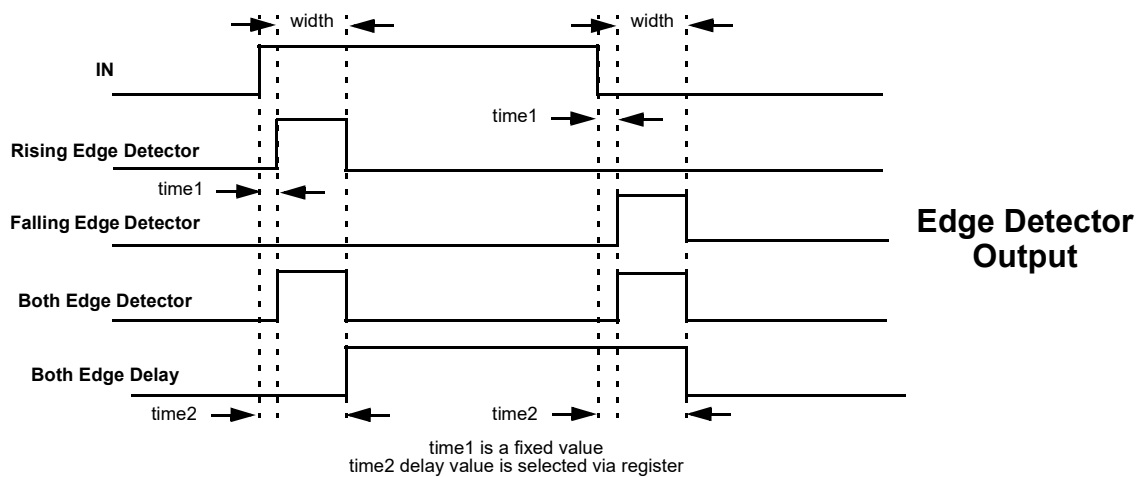 width
width
IN
time1
Rising Edge Detector
time1
Falling Edge Detector
Edge Detector
Output
Both Edge Detector
Both Edge Delay
time2
time2
time1 is a fixed value
time2 delay value is selected via register